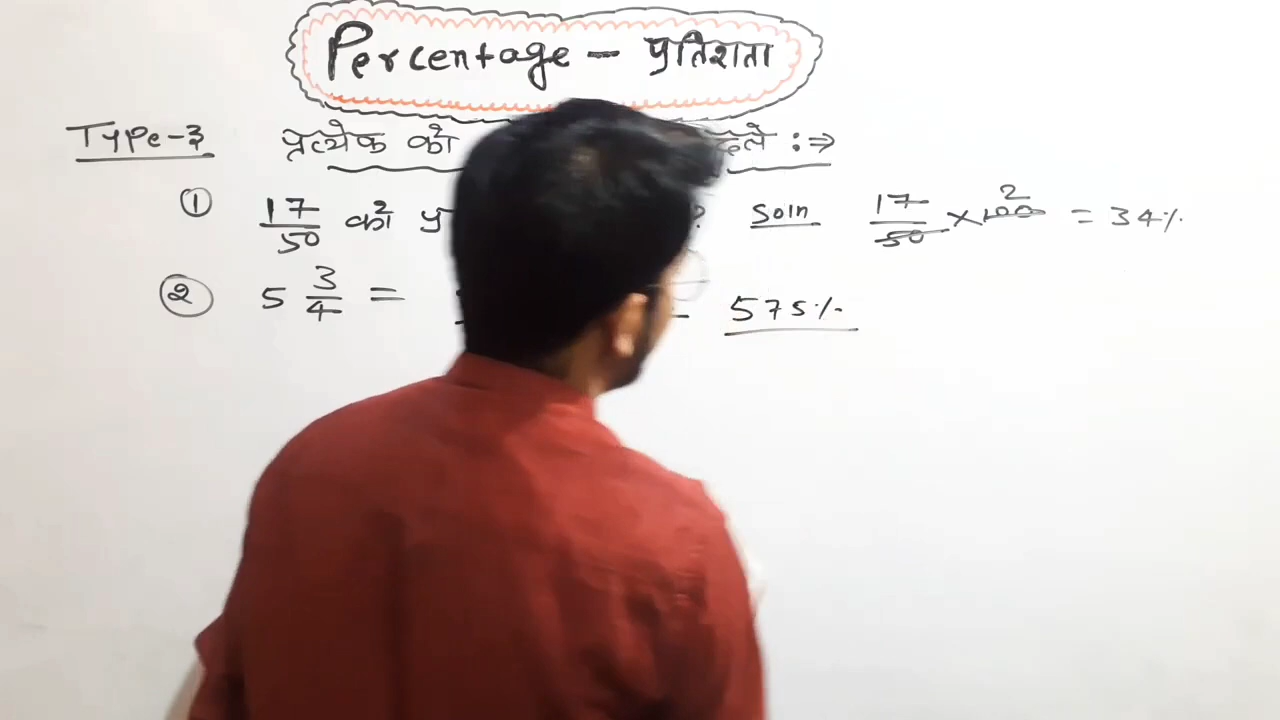 Percentage - प्रतिशता
Type-3 प्रत्येक को :⇒
① 17/50 को ? Soln 17/50 × 100 2 = 34%
② 5 3/4 = 575%